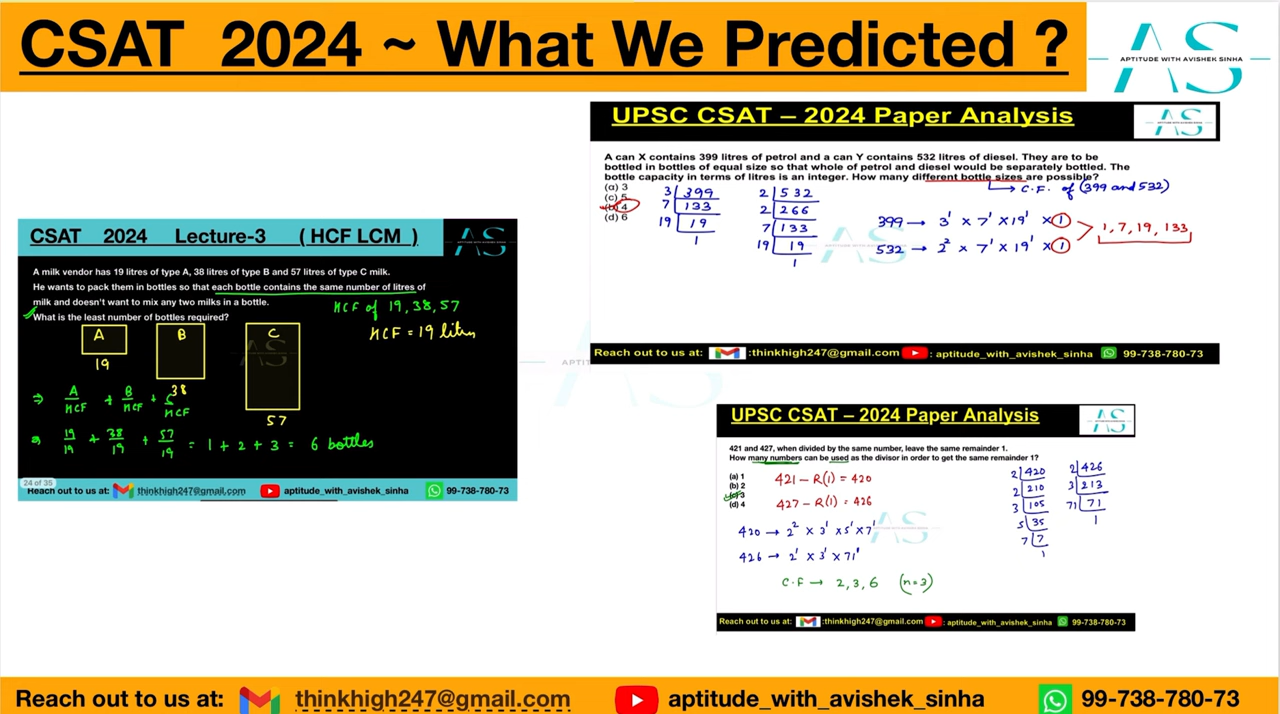 CSAT 2024 ~ What We Predicted ?
AS
APTITUDE WITH AVISHEK SINHA
UPSC CSAT – 2024 Paper Analysis
A can X contains 399 litres of petrol and a can Y contains 532 litres of diesel. They are to be
bottled in bottles of equal size so that whole of petrol and diesel would be separately bottled. The
bottle capacity in terms of litres is an integer. How many different bottle sizes are possible?
(a) 3
(c) 5
(b) 4
(d) 6
C.F. of (399 and 532)
3 399
7 133
19 19
1
2 532
2 266
7 133
19 19
1
399 → 3¹ x 7¹ x 19¹ x 1
532 → 2² x 7¹ x 19¹ x 1
1, 7, 19, 133
Reach out to us at: :thinkhigh247@gmail.com : aptitude_with_avishek_sinha 99-738-780-73
CSAT 2024 Lecture-3 ( HCF LCM )
A milk vendor has 19 litres of type A, 38 litres of type B and 57 litres of type C milk.
He wants to pack them in bottles so that each bottle contains the same number of litres of
milk and doesn't want to mix any two milks in a bottle.
What is the least number of bottles required?
HCF of 19, 38, 57
HCF = 19 litres
A
19
B
38
C
57
⇒ A/HCF + B/HCF + C/HCF
⇒ 19/19 + 38/19 + 57/19 = 1 + 2 + 3 = 6 bottles
24 of 35
Reach out to us at: thinkhigh247@gmail.com aptitude_with_avishek_sinha 99-738-780-73
UPSC CSAT – 2024 Paper Analysis
421 and 427, when divided by the same number, leave the same remainder 1.
How many numbers can be used as the divisor in order to get the same remainder 1?
(a) 1
(b) 2
(c) 3
(d) 4
421 – R(1) = 420
427 – R(1) = 426
420 → 2² x 3¹ x 5¹ x 7¹
426 → 2¹ x 3¹ x 71¹
C.F → 2, 3, 6 (n=3)
2 420
2 210
3 105
5 35
7 7
1
2 426
3 213
71 71
1
Reach out to us at: :thinkhigh247@gmail.com : aptitude_with_avishek_sinha 99-738-780-73
Reach out to us at: thinkhigh247@gmail.com aptitude_with_avishek_sinha 99-738-780-73